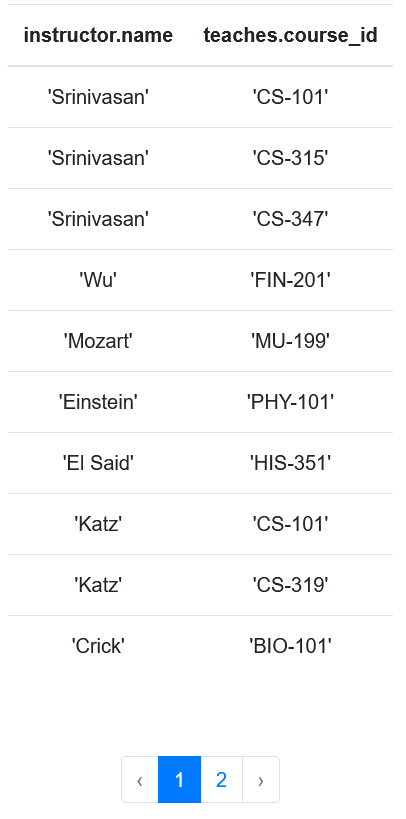 instructor.name teaches.course_id
'Srinivasan' 'CS-101'
'Srinivasan' 'CS-315'
'Srinivasan' 'CS-347'
'Wu' 'FIN-201'
'Mozart' 'MU-199'
'Einstein' 'PHY-101'
'El Said' 'HIS-351'
'Katz' 'CS-101'
'Katz' 'CS-319'
'Crick' 'BIO-101'
‹ 1 2 ›